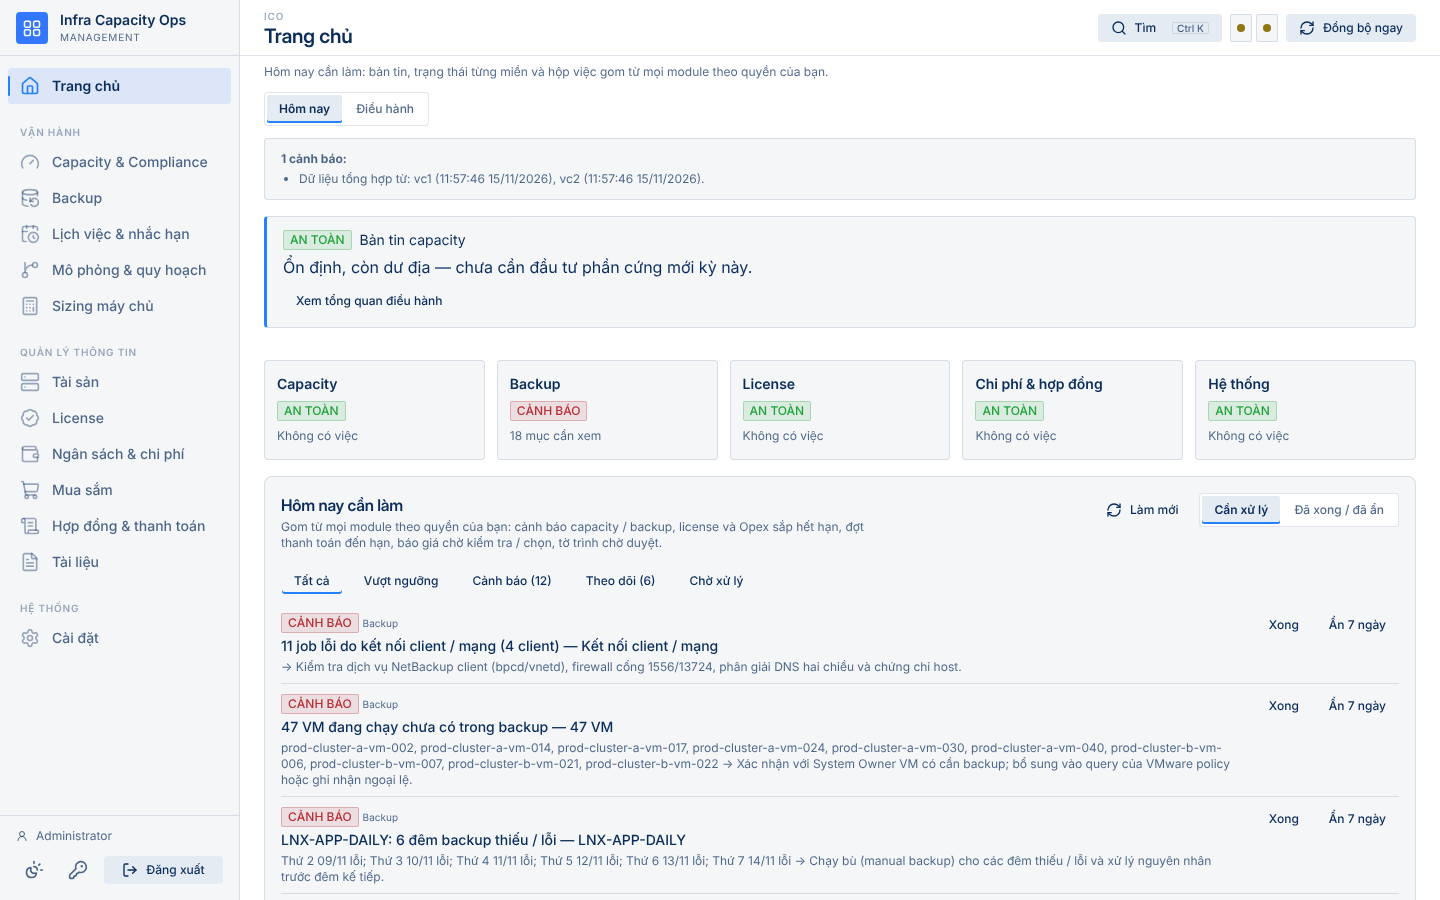 Infra Capacity Ops
MANAGEMENT
Trang chủ
VẬN HÀNH
Capacity & Compliance
Backup
Lịch việc & nhắc hạn
Mô phỏng & quy hoạch
Sizing máy chủ
QUẢN LÝ THÔNG TIN
Tài sản
License
Ngân sách & chi phí
Mua sắm
Hợp đồng & thanh toán
Tài liệu
HỆ THỐNG
Cài đặt
Administrator
Đăng xuất
ICO
Trang chủ
Tìm Ctrl K
Đồng bộ ngay
Hôm nay cần làm: bản tin, trạng thái từng miền và hộp việc gom từ mọi module theo quyền của bạn.
Hôm nay Điều hành
1 cảnh báo:
• Dữ liệu tổng hợp từ: vc1 (11:57:46 15/11/2026), vc2 (11:57:46 15/11/2026).
AN TOÀN Bản tin capacity
Ổn định, còn dư địa — chưa cần đầu tư phần cứng mới kỳ này.
Xem tổng quan điều hành
Capacity
AN TOÀN
Không có việc
Backup
CẢNH BÁO
18 mục cần xem
License
AN TOÀN
Không có việc
Chi phí & hợp đồng
AN TOÀN
Không có việc
Hệ thống
AN TOÀN
Không có việc
Hôm nay cần làm
Gom từ mọi module theo quyền của bạn: cảnh báo capacity / backup, license và Opex sắp hết hạn, đợt
thanh toán đến hạn, báo giá chờ kiểm tra / chọn, tờ trình chờ duyệt.
Làm mới
Cần xử lý Đã xong / đã ẩn
Tất cả Vượt ngưỡng Cảnh báo (12) Theo dõi (6) Chờ xử lý
CẢNH BÁO Backup
11 job lỗi do kết nối client / mạng (4 client) — Kết nối client / mạng
→ Kiểm tra dịch vụ NetBackup client (bpcd/vnetd), firewall cổng 1556/13724, phân giải DNS hai chiều và chứng chỉ host.
Xong Ẩn 7 ngày
CẢNH BÁO Backup
47 VM đang chạy chưa có trong backup — 47 VM
prod-cluster-a-vm-002, prod-cluster-a-vm-014, prod-cluster-a-vm-017, prod-cluster-a-vm-024, prod-cluster-a-vm-030, prod-cluster-a-vm-040, prod-cluster-b-vm-
006, prod-cluster-b-vm-007, prod-cluster-b-vm-021, prod-cluster-b-vm-022 → Xác nhận với System Owner VM có cần backup; bổ sung vào query của VMware policy
hoặc ghi nhận ngoại lệ.
Xong Ẩn 7 ngày
CẢNH BÁO Backup
LNX-APP-DAILY: 6 đêm backup thiếu / lỗi — LNX-APP-DAILY
Thứ 2 09/11 lỗi; Thứ 3 10/11 lỗi; Thứ 4 11/11 lỗi; Thứ 5 12/11 lỗi; Thứ 6 13/11 lỗi; Thứ 7 14/11 lỗi → Chạy bù (manual backup) cho các đêm thiếu / lỗi và xử lý nguyên nhân
trước đêm kế tiếp.
Xong Ẩn 7 ngày